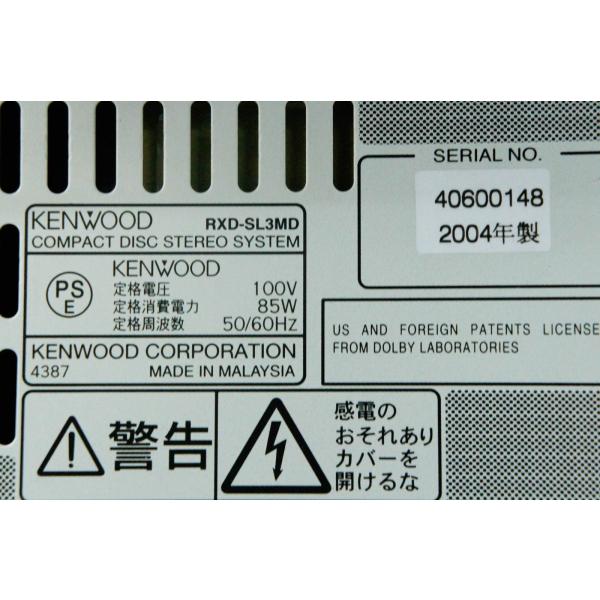 SERIAL NO.
40600148
2004年製
KENWOOD RXD-SL3MD
COMPACT DISC STEREO SYSTEM
PS
E
KENWOOD
定格電圧 100V
定格消費電力 85W
定格周波数 50/60Hz
KENWOOD CORPORATION
4387 MADE IN MALAYSIA
US AND FOREIGN PATENTS LICENSE
FROM DOLBY LABORATORIES
警告
感電の
おそれあり
カバーを
開けるな